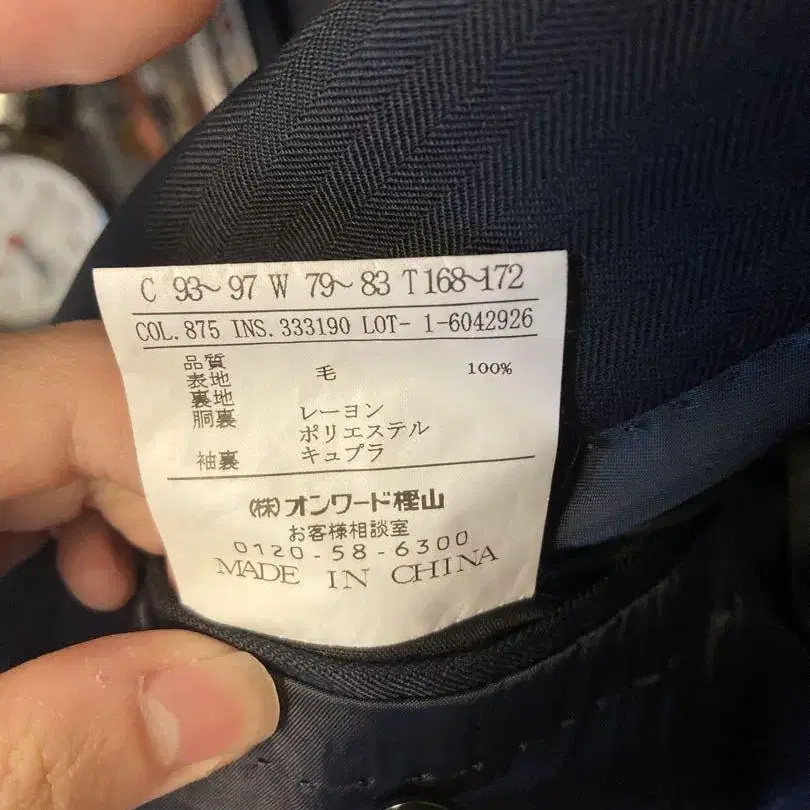 C 93~97 W 79~83 T168~172
COL.875 INS.333190 LOT- 1-6042926
品質
表地 毛 100%
裏地
胴裏 レーヨン
ポリエステル
袖裏 キュプラ
(株)オンワード樫山
お客様相談室
0120-58-6300
MADE IN CHINA